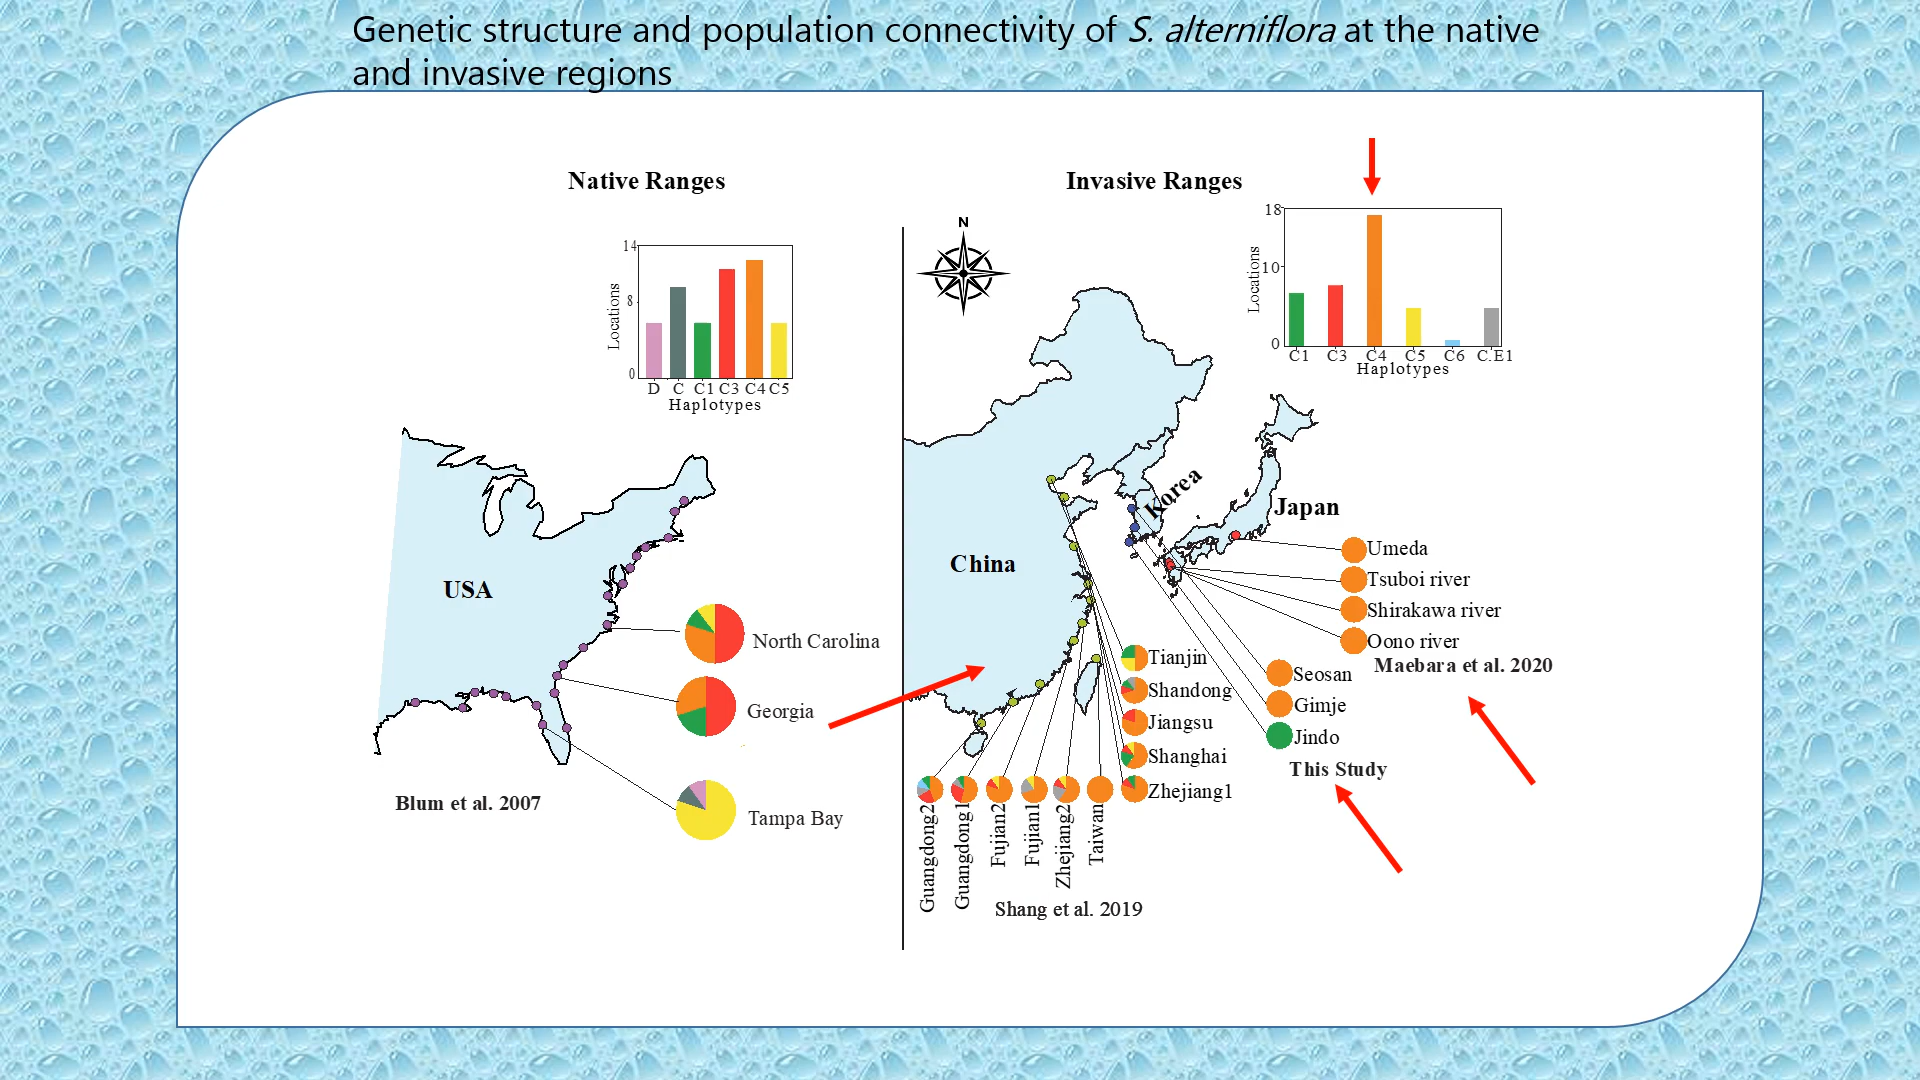 Genetic structure and population connectivity of S. alterniflora at the native
and invasive regions
Native Ranges
14
8
0
Locations
D C C1 C3 C4 C5
Haplotypes
USA
North Carolina
Georgia
Tampa Bay
Blum et al. 2007
Invasive Ranges
N
18
10
0
Locations
C1 C3 C4 C5 C6 C.E1
Haplotypes
China
Korea
Japan
Umeda
Tsuboi river
Shirakawa river
Oono river
Maebara et al. 2020
Seosan
Gimje
Jindo
This Study
Tianjin
Shandong
Jiangsu
Shanghai
Zhejiang1
Guangdong2
Guangdong1
Fujian2
Fujian1
Zhejiang2
Taiwan
Shang et al. 2019